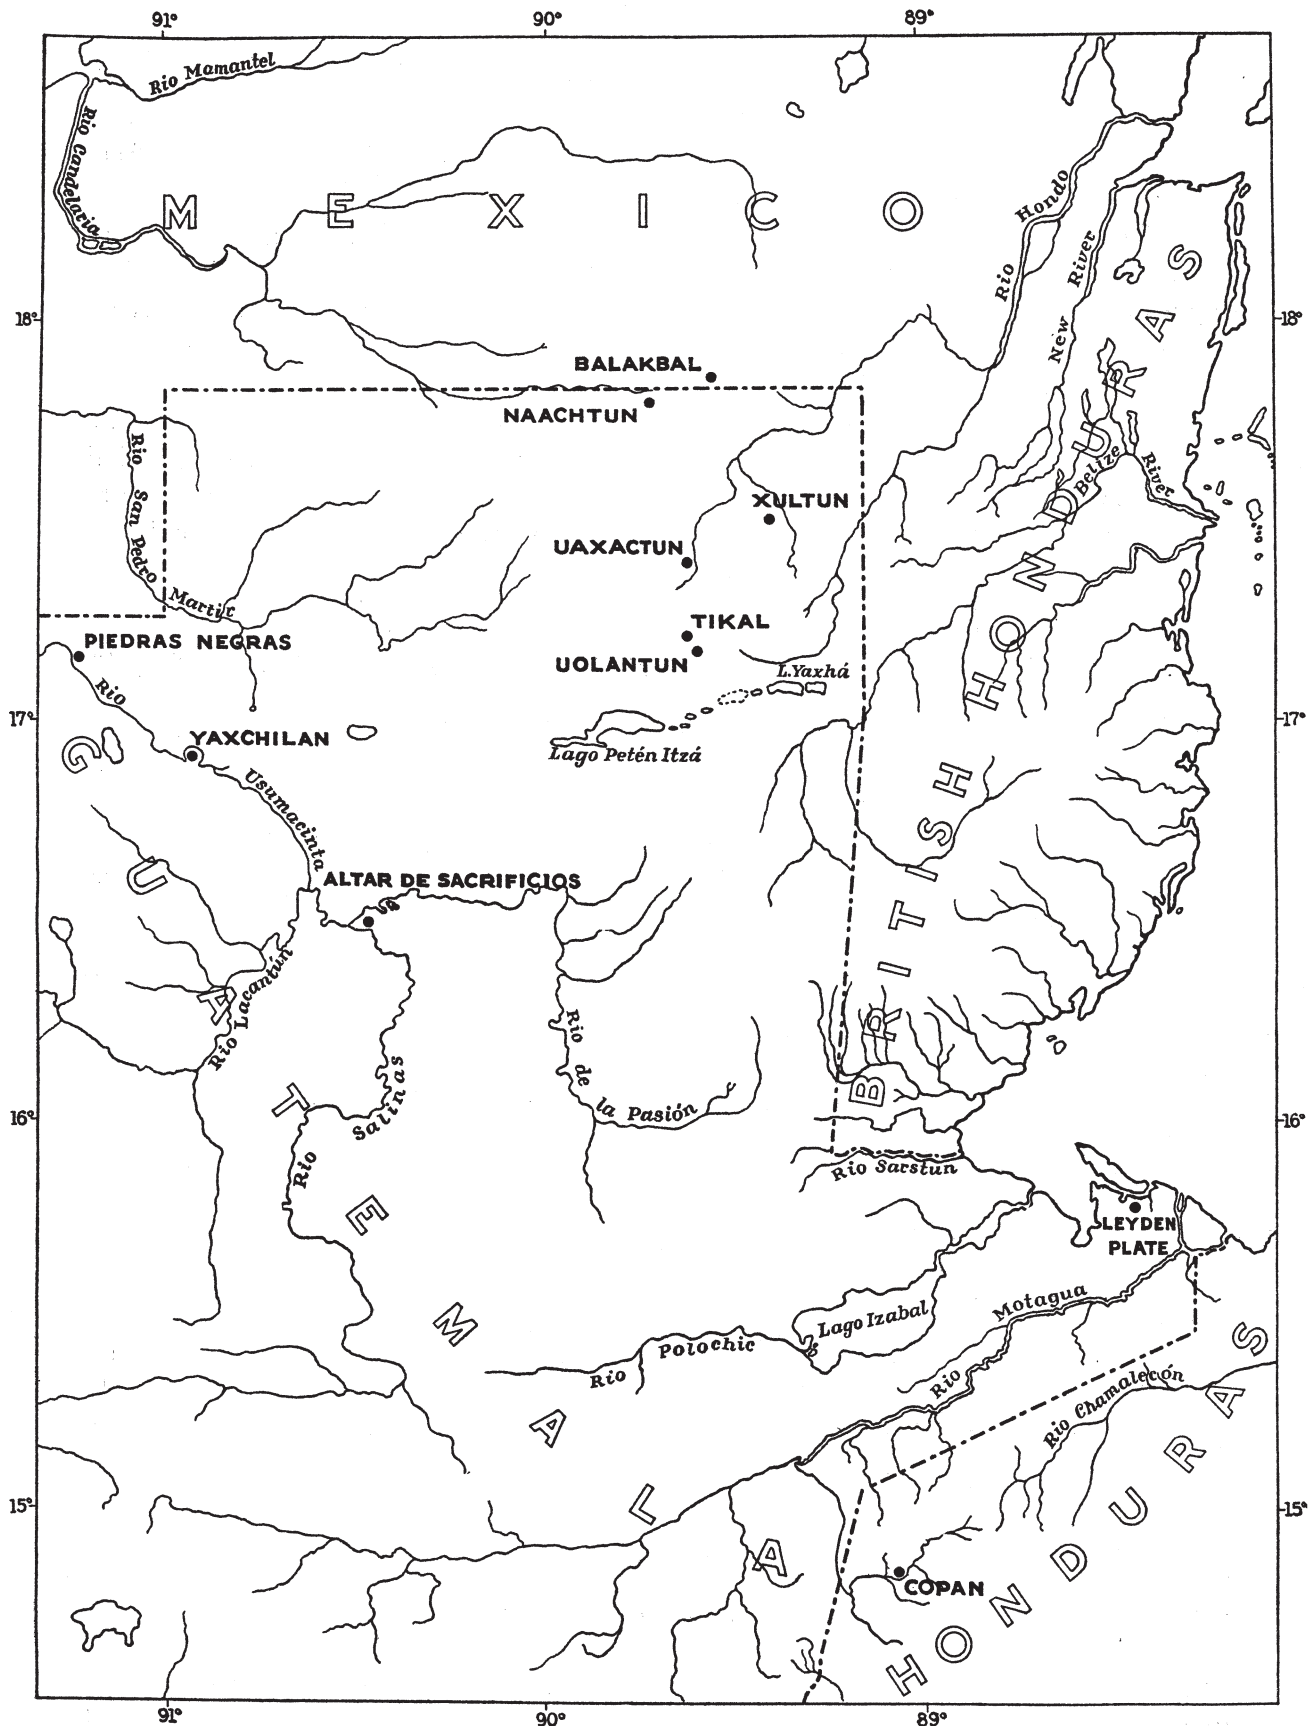 91° 90° 89°
Rio Mamantel
Rio Candelaria
MEXICO
Rio Hondo
New River
18° 18°
BALAKBAL
NAACHTUN
Rio San Pedro Martir
XULTUN
UAXACTUN
Belize River
TIKAL
UOLANTUN
L. Yaxhá
PIEDRAS NEGRAS
17° 17°
YAXCHILAN
Lago Petén Itzá
Rio Usumacinta
ALTAR DE SACRIFICIOS
Rio Lacantún
BRITISH HONDURAS
Rio de la Pasión
Rio Salinas
16° 16°
Rio Sarstun
LEYDEN
PLATE
GUATEMALA
Lago Izabal
Rio Motagua
Rio Polochic
Rio Chamalecón
15° 15°
COPAN
HONDURAS
91° 90° 89°